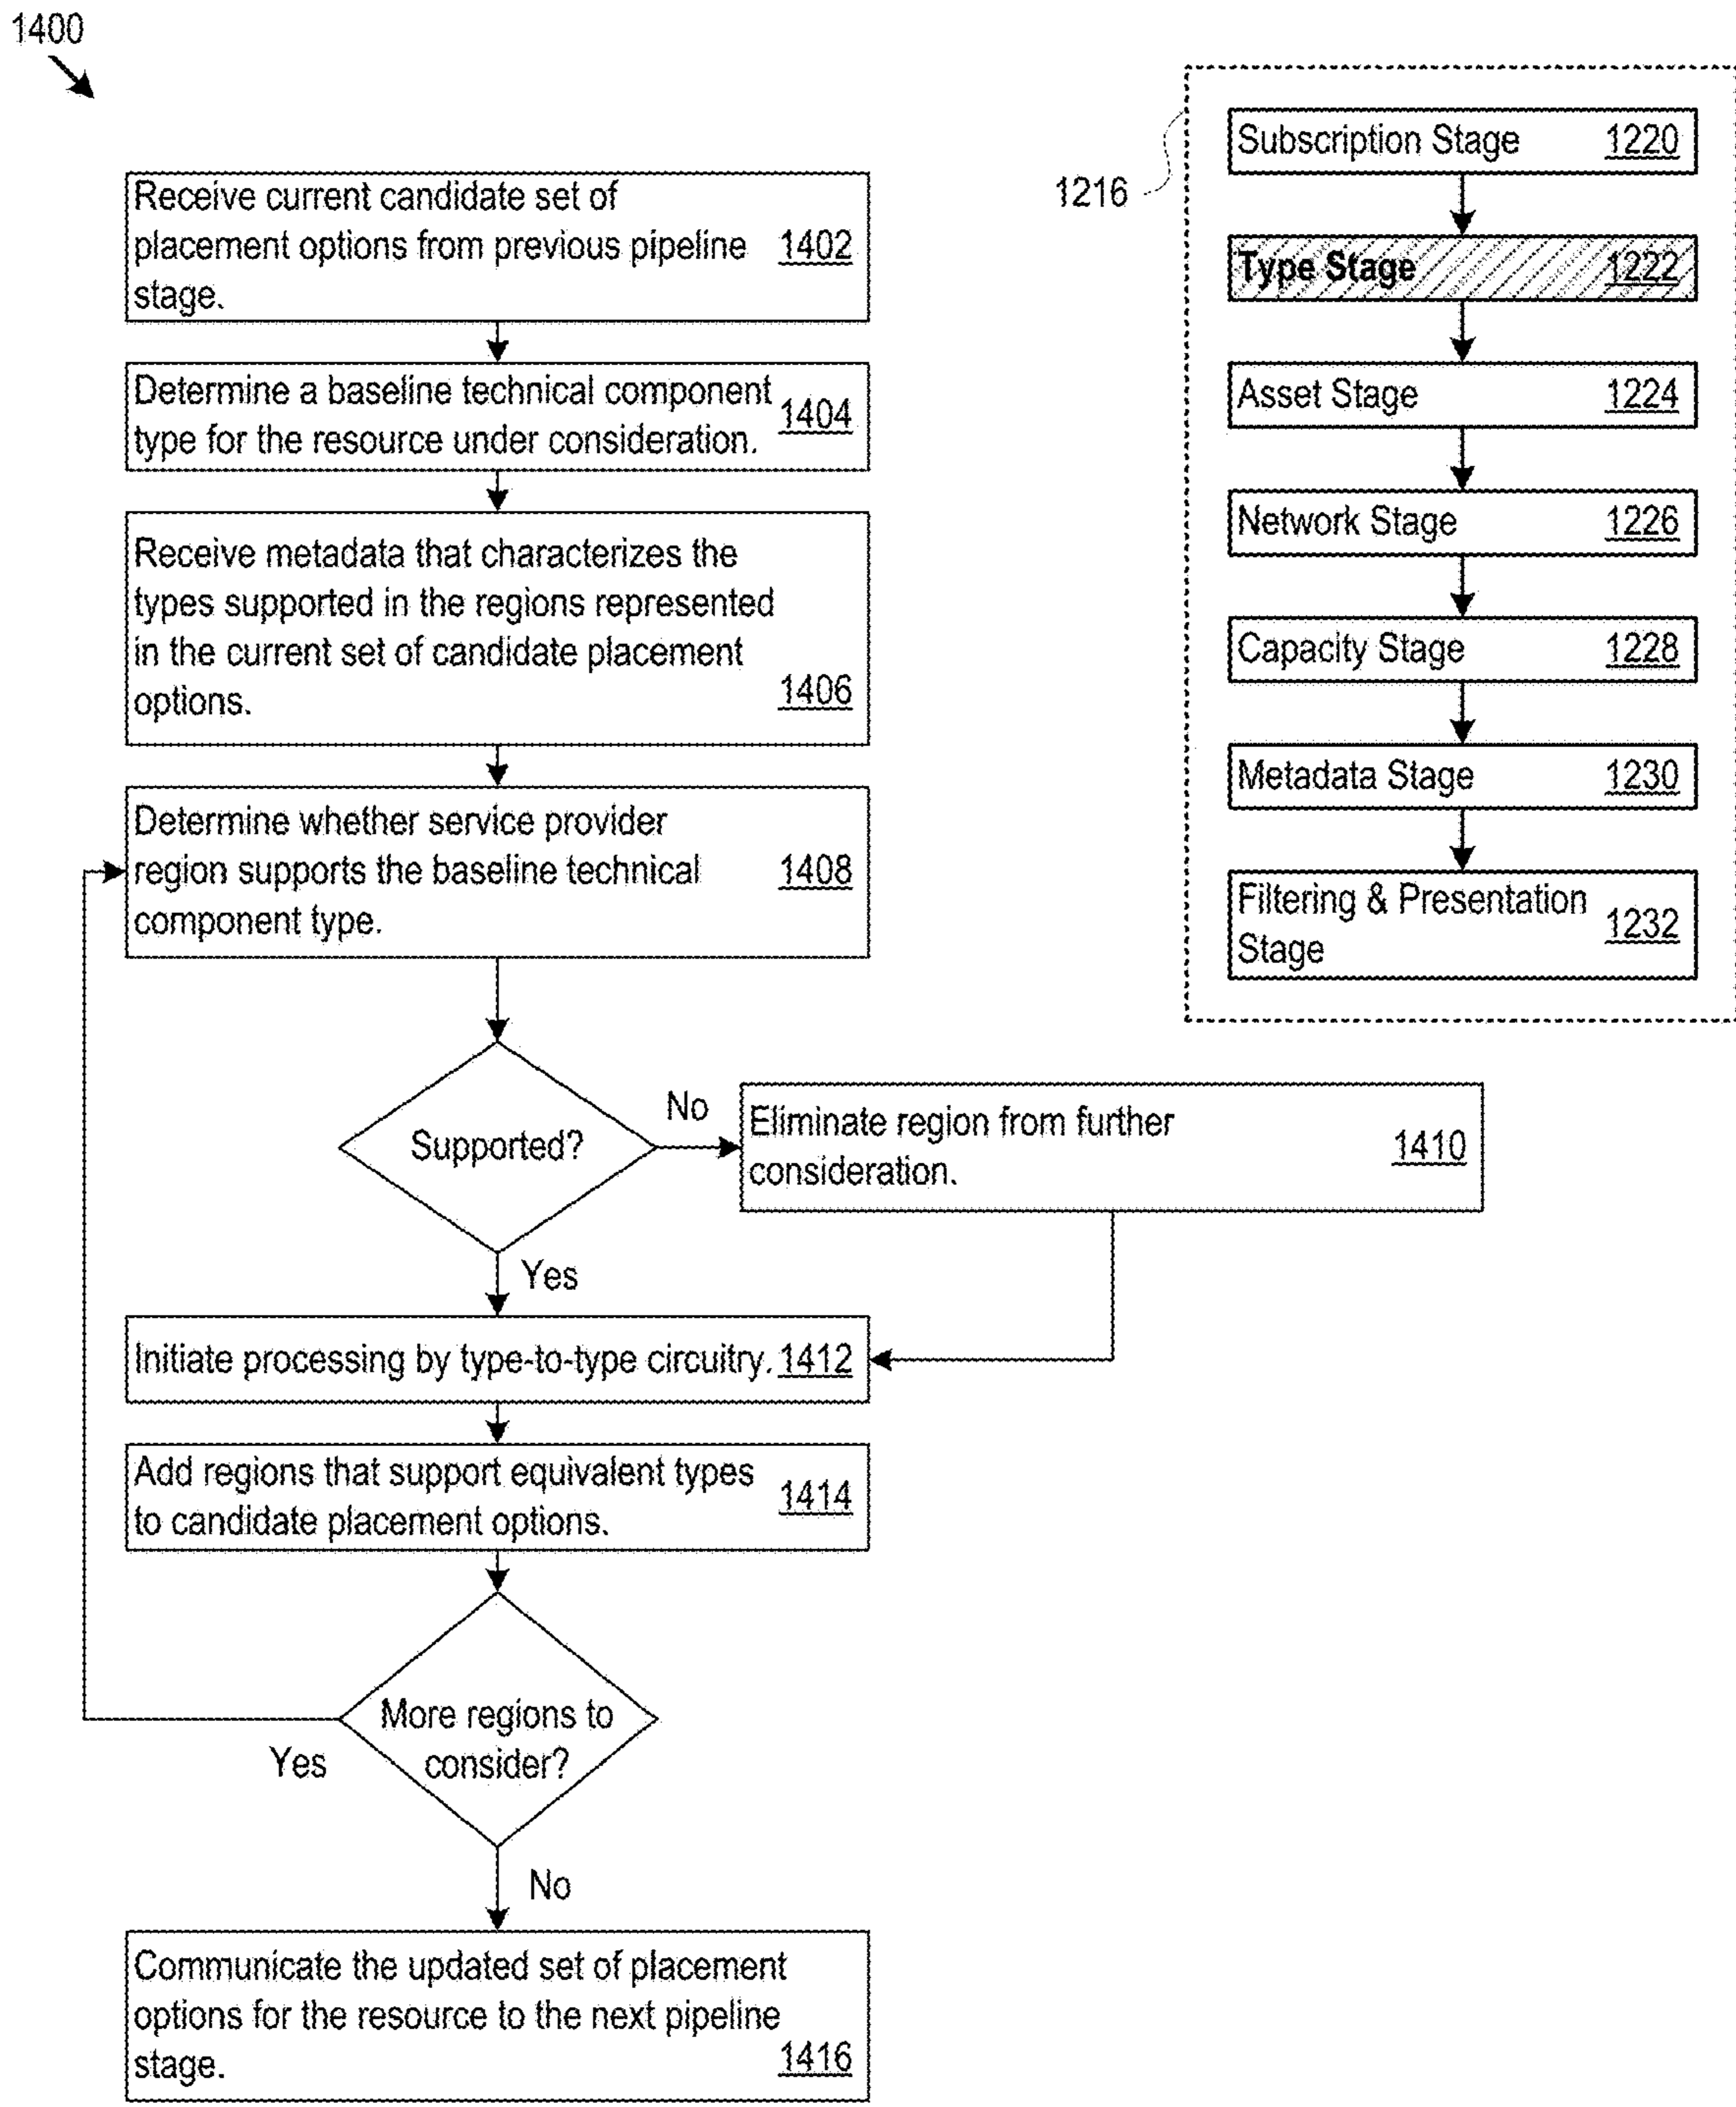 1400
Receive current candidate set of
placement options from previous pipeline
stage.
1402
Determine a baseline technical component
type for the resource under consideration.
1404
Receive metadata that characterizes the
types supported in the regions represented
in the current set of candidate placement
options.
1406
Determine whether service provider
region supports the baseline technical
component type.
1408
Supported?
No
Eliminate region from further
consideration.
1410
Yes
Initiate processing by type-to-type circuitry. 1412
Add regions that support equivalent types
to candidate placement options.
1414
More regions to
consider?
Yes
No
Communicate the updated set of placement
options for the resource to the next pipeline
stage.
1416
1216
Subscription Stage 1220
Type Stage 1222
Asset Stage 1224
Network Stage 1226
Capacity Stage 1228
Metadata Stage 1230
Filtering & Presentation
Stage
1232